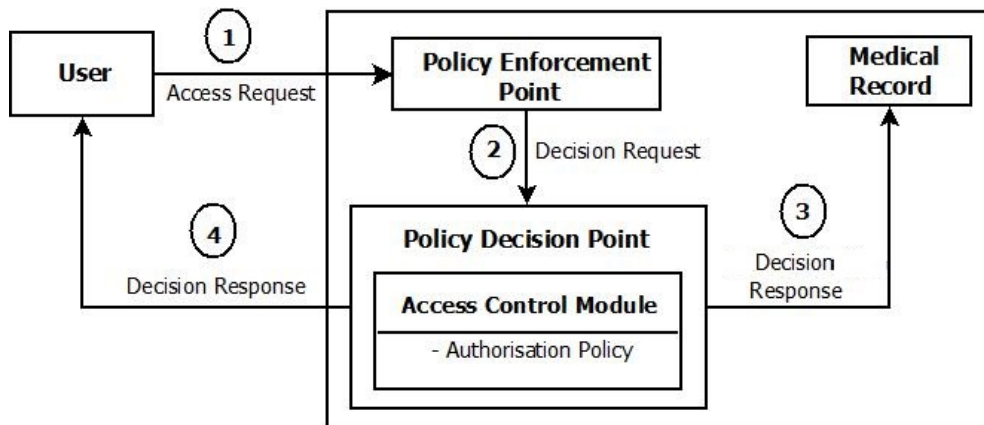 1
User
Access Request
Policy Enforcement
Point
Medical
Record
2
Decision Request
4
Decision Response
Policy Decision Point
Access Control Module
- Authorisation Policy
3
Decision
Response